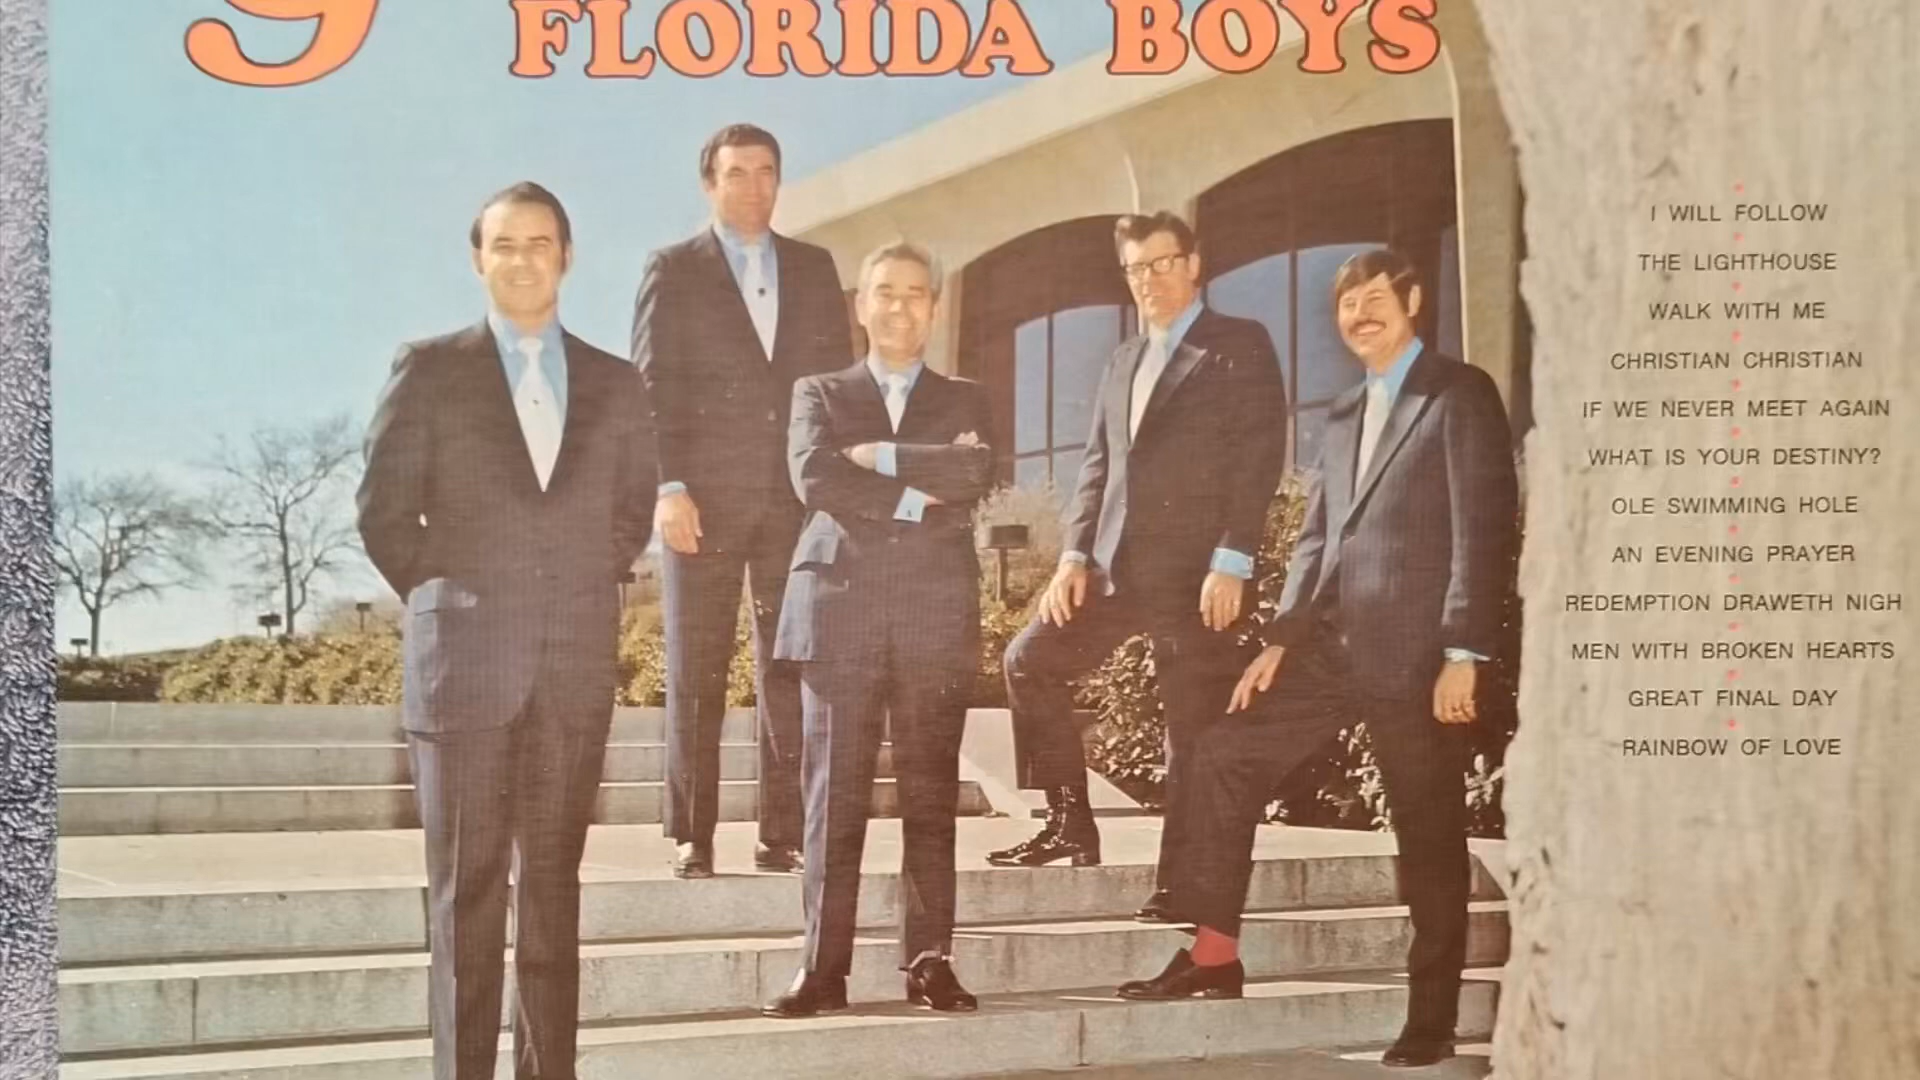 FLORIDA BOYS
I WILL FOLLOW
THE LIGHTHOUSE
WALK WITH ME
CHRISTIAN CHRISTIAN
IF WE NEVER MEET AGAIN
WHAT IS YOUR DESTINY?
OLE SWIMMING HOLE
AN EVENING PRAYER
REDEMPTION DRAWETH NIGH
MEN WITH BROKEN HEARTS
GREAT FINAL DAY
RAINBOW OF LOVE